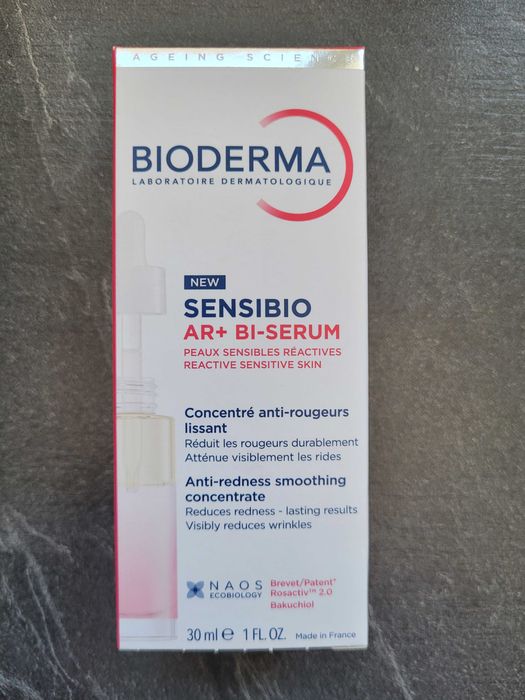 AGEING SCIENCE
BIODERMA
LABORATOIRE DERMATOLOGIQUE
NEW
SENSIBIO
AR+ BI-SERUM
PEAUX SENSIBLES RÉACTIVES
REACTIVE SENSITIVE SKIN
Concentré anti-rougeurs
lissant
Réduit les rougeurs durablement
Atténue visiblement les rides
Anti-redness smoothing
concentrate
Reduces redness - lasting results
Visibly reduces wrinkles
NAOS
ECOBIOLOGY
Brevet/Patent*
Rosactiv™ 2.0
Bakuchiol
30 ml ℮ 1 FL. OZ. Made in France